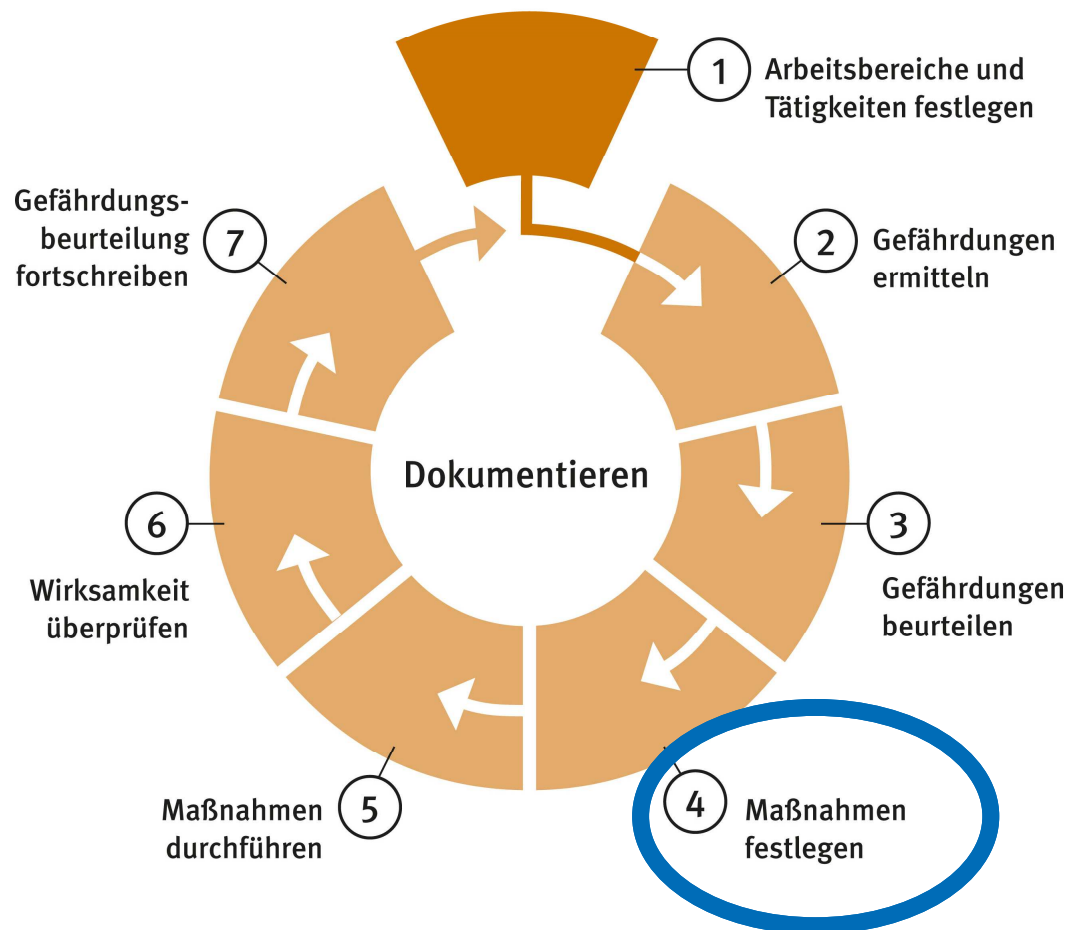 1
Arbeitsbereiche und
Tätigkeiten festlegen
2
Gefährdungen
ermitteln
3
Gefährdungen
beurteilen
4
Maßnahmen
festlegen
5
Maßnahmen
durchführen
6
Wirksamkeit
überprüfen
7
Gefährdungs-
beurteilung
fortschreiben
Dokumentieren